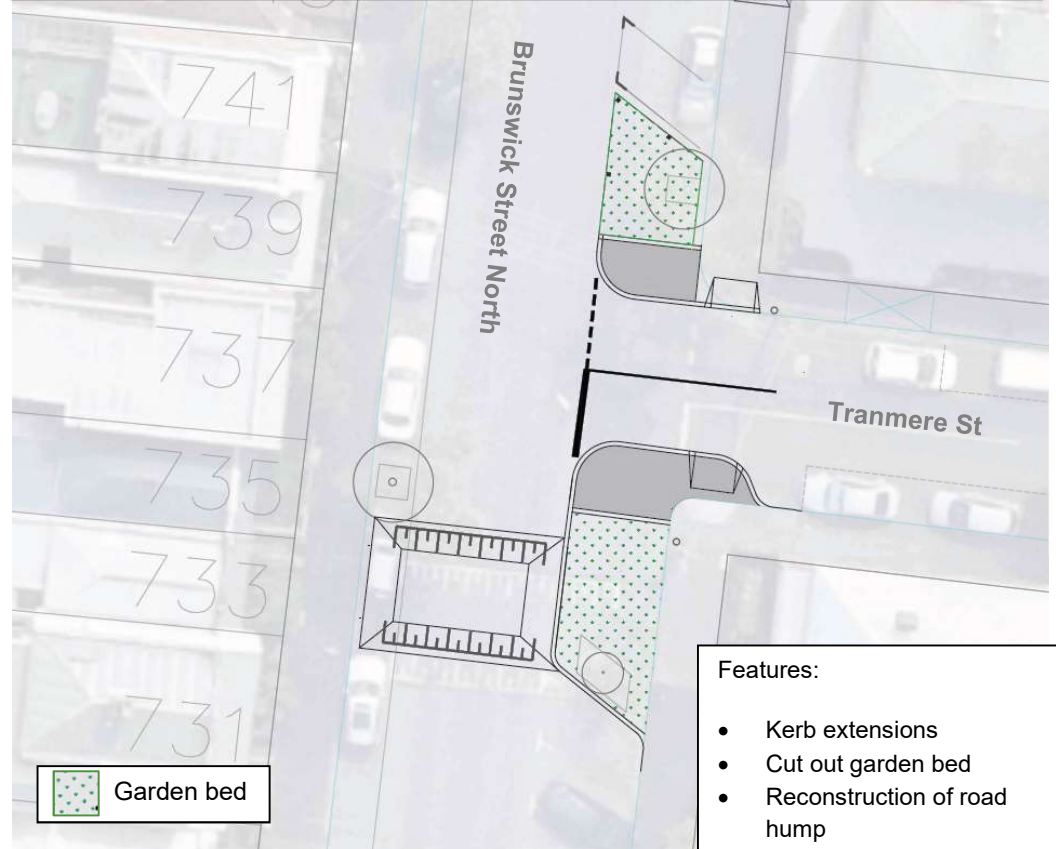 741
Brunswick Street North
739
737
Tranmere St
735
733
731
Features:
• Kerb extensions
• Cut out garden bed
• Reconstruction of road
hump
Garden bed